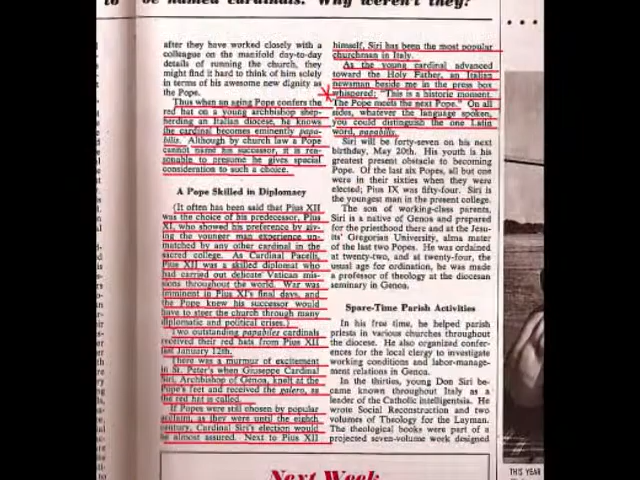 to be named cardinals. Why weren't they?
after they have worked closely with a
colleague on the manifold day-to-day
details of running the church, they
might find it hard to think of him solely
in terms of his awesome new dignity as
the Pope.
Thus when an aging Pope confers the
red hat on a young archbishop shep-
herding an Italian diocese, he knows
the cardinal becomes eminently papa-
bilis. Although by church law a Pope
cannot name his successor, it is rea-
sonable to presume he gives special
consideration to such a choice.
A Pope Skilled in Diplomacy
(It often has been said that Pius XII
was the choice of his predecessor, Pius
XI, who showed his preference by giv-
ing the younger man experience un-
matched by any other cardinal in the
sacred college. As Cardinal Pacelli,
Pius XII was a skilled diplomat who
had carried out delicate Vatican mis-
sions throughout the world. War was
imminent in Pius XI's final days, and
the Pope knew his successor would
have to steer the church through many
diplomatic and political crises.)
Two outstanding papabiles cardinals
received their red hats from Pius XII
last January 12th.
There was a murmur of excitement
in St. Peter's when Giuseppe Cardinal
Siri, Archbishop of Genoa, knelt at the
Pope's feet and received the galero, as
the red hat is called.
If Popes were still chosen by popular
acclaim, as they were until the eighth
century, Cardinal Siri's election would
be almost assured. Next to Pius XII
himself, Siri has been the most popular
churchman in Italy.
As the young cardinal advanced
toward the Holy Father, an Italian
newsman beside me in the press box
whispered: "This is a historic moment.
The Pope meets the next Pope." On all
sides, whatever the language spoken,
you could distinguish the one Latin
word, papabilis.
Siri will be forty-seven on his next
birthday, May 20th. His youth is his
greatest present obstacle to becoming
Pope. Of the last six Popes, all but one
were in their sixties when they were
elected; Pius IX was fifty-four. Siri is
the youngest man in the present college.
The son of working-class parents,
Siri is a native of Genoa and prepared
for the priesthood there and at the Jesu-
its' Gregorian University, alma mater
of the last two Popes. He was ordained
at twenty-two, and at twenty-four, the
usual age for ordination, he was made
a professor of theology at the diocesan
seminary in Genoa.
Spare-Time Parish Activities
In his free time, he helped parish
priests in various churches throughout
the diocese. He also organized confer-
ences for the local clergy to investigate
working conditions and labor-manage-
ment relations in Genoa.
In the thirties, young Don Siri be-
came known throughout Italy as a
leader of the Catholic intelligentsia. He
wrote Social Reconstruction and two
volumes of Theology for the Layman.
The theological books were part of a
projected seven-volume work designed
Next Week
THIS YEAR